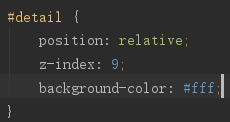 #detail {
    position: relative;
    z-index: 9;
    background-color: #fff;
}